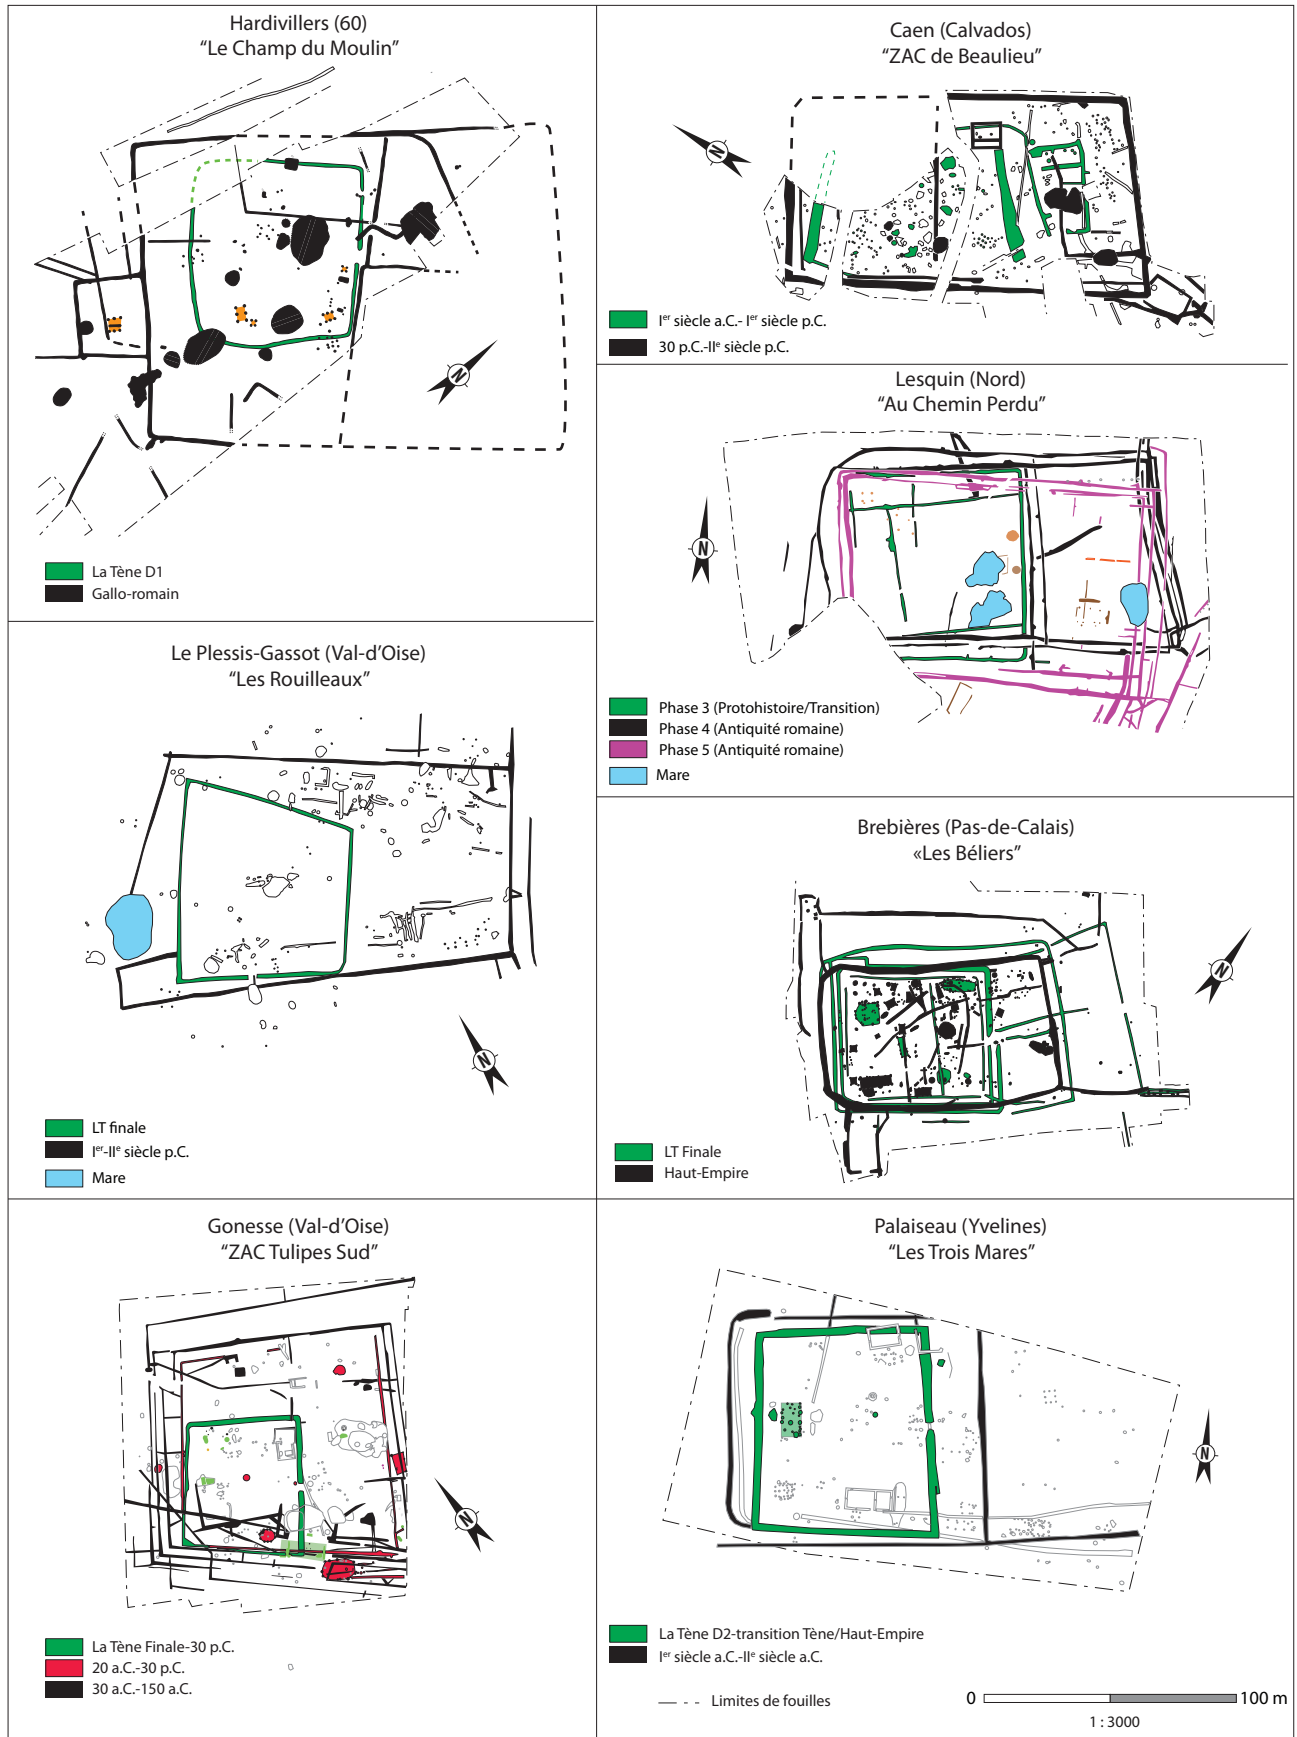 Hardivillers (60)
“Le Champ du Moulin”
N
La Tène D1
Gallo-romain
Caen (Calvados)
“ZAC de Beaulieu”
N
Ier siècle a.C.- Ier siècle p.C.
30 p.C.-IIe siècle p.C.
Lesquin (Nord)
“Au Chemin Perdu”
N
Phase 3 (Protohistoire/Transition)
Phase 4 (Antiquité romaine)
Phase 5 (Antiquité romaine)
Mare
Le Plessis-Gassot (Val-d’Oise)
“Les Rouilleaux”
N
LT finale
Ier-IIe siècle p.C.
Mare
Brebières (Pas-de-Calais)
«Les Béliers”
N
LT Finale
Haut-Empire
Gonesse (Val-d’Oise)
“ZAC Tulipes Sud”
N
La Tène Finale-30 p.C.
20 a.C.-30 p.C.
30 a.C.-150 a.C.
Palaiseau (Yvelines)
“Les Trois Mares”
N
La Tène D2-transition Tène/Haut-Empire
Ier siècle a.C.-IIe siècle a.C.
Limites de fouilles
0 100 m
1 : 3000